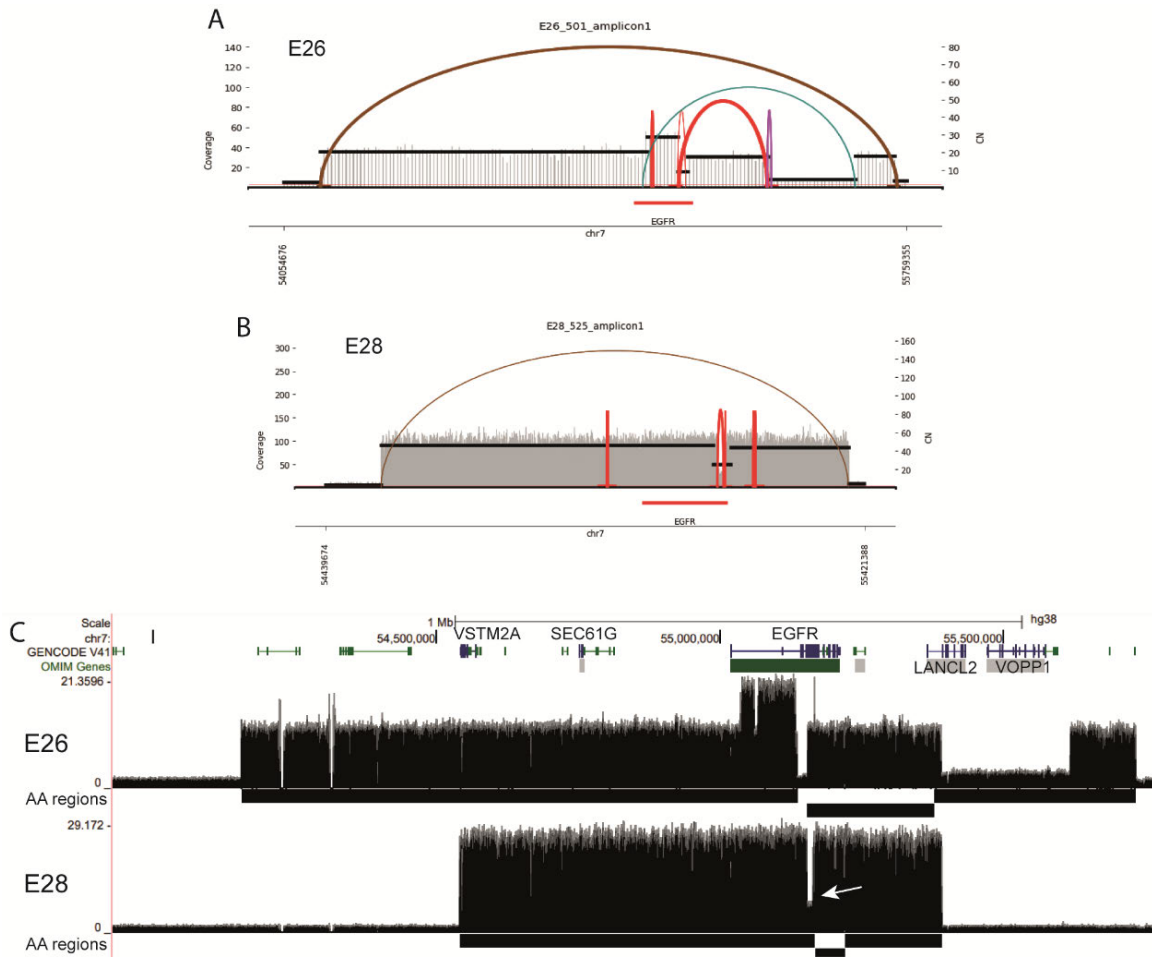 A
E26_501_amplicon1
E26
140
120
100
80
60
40
20
Coverage
80
70
60
50
40
30
20
10
CN
EGFR
chr7
54054676
55759355
B
E28_525_amplicon1
E28
300
250
200
150
100
50
Coverage
160
140
120
100
80
60
40
20
CN
EGFR
chr7
54439674
55421388
C
Scale 1 Mb hg38
chr7: 54,500,000 55,000,000 55,500,000
VSTM2A SEC61G EGFR
GENCODE V41
OMIM Genes
LANCL2 VOPP1
21.3596
E26
0
AA regions
29.172
E28
0
AA regions